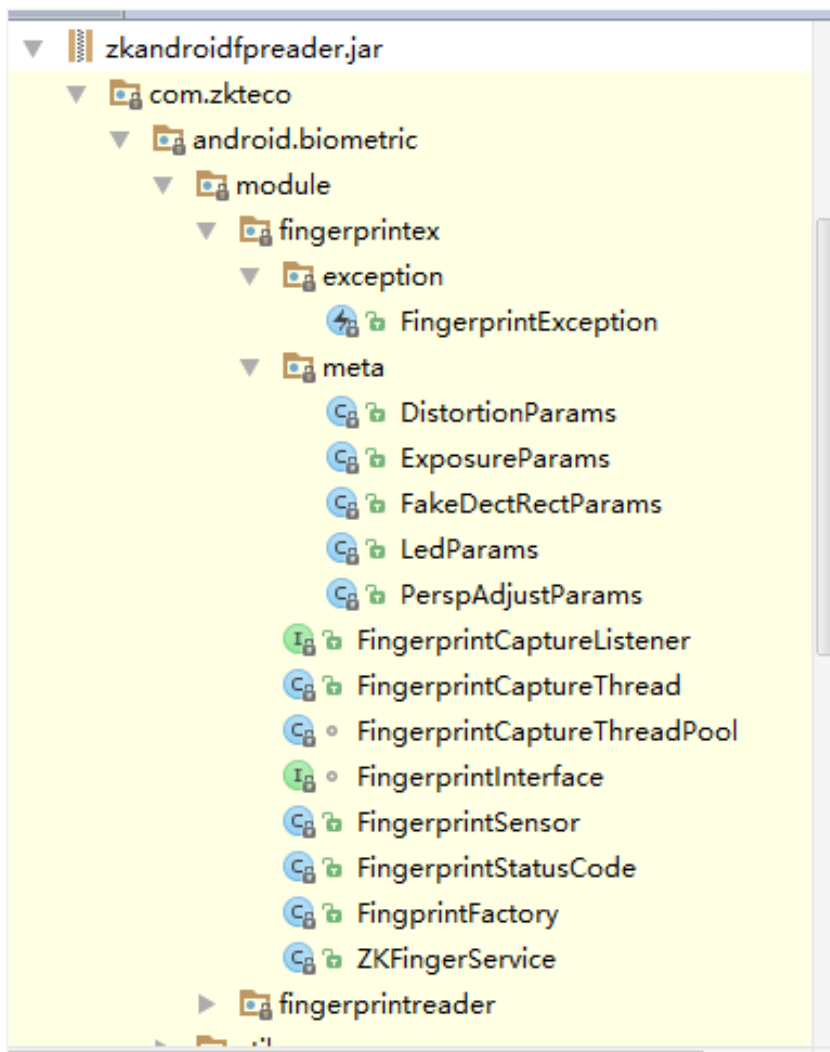 zkandroidfpreader.jar
com.zkteco
android.biometric
module
fingerprintex
exception
FingerprintException
meta
DistortionParams
ExposureParams
FakeDectRectParams
LedParams
PerspAdjustParams
FingerprintCaptureListener
FingerprintCaptureThread
FingerprintCaptureThreadPool
FingerprintInterface
FingerprintSensor
FingerprintStatusCode
FingprintFactory
ZKFingerService
fingerprintreader